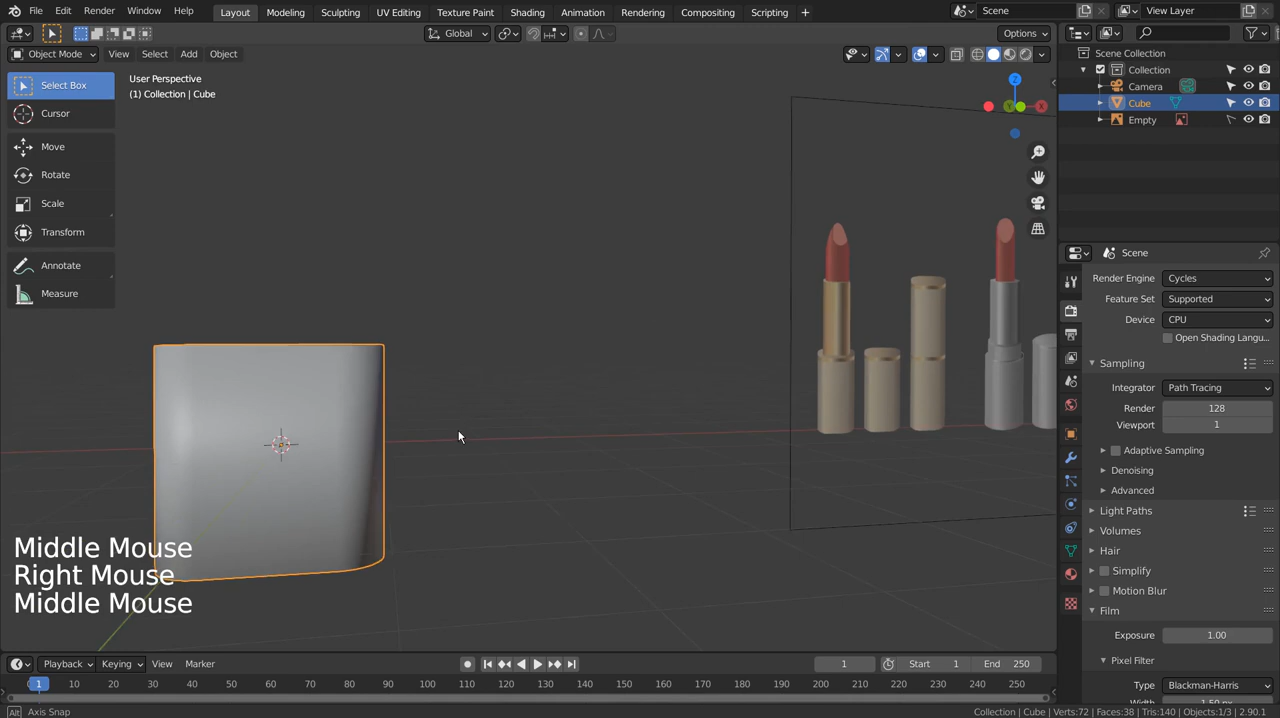 File Edit Render Window Help Layout Modeling Sculpting UV Editing Texture Paint Shading Animation Rendering Compositing Scripting + Scene View Layer
Global Options
Object Mode View Select Add Object
Select Box
Cursor
Move
Rotate
Scale
Transform
Annotate
Measure
User Perspective
(1) Collection | Cube
Z
Y
X
Middle Mouse
Right Mouse
Middle Mouse
Scene Collection
Collection
Camera
Cube
Empty
Scene
Render Engine Cycles
Feature Set Supported
Device CPU
Open Shading Langu...
Sampling
Integrator Path Tracing
Render 128
Viewport 1
Adaptive Sampling
Denoising
Advanced
Light Paths
Volumes
Hair
Simplify
Motion Blur
Film
Exposure 1.00
Pixel Filter
Type Blackman-Harris
Width 1.50 px
Playback Keying View Marker 1 Start 1 End 250
1 10 20 30 40 50 60 70 80 90 100 110 120 130 140 150 160 170 180 190 200 210 220 230 240 250
Alt Axis Snap Collection | Cube | Verts:72 | Faces:38 | Tris:140 | Objects:1/3 | 2.90.1